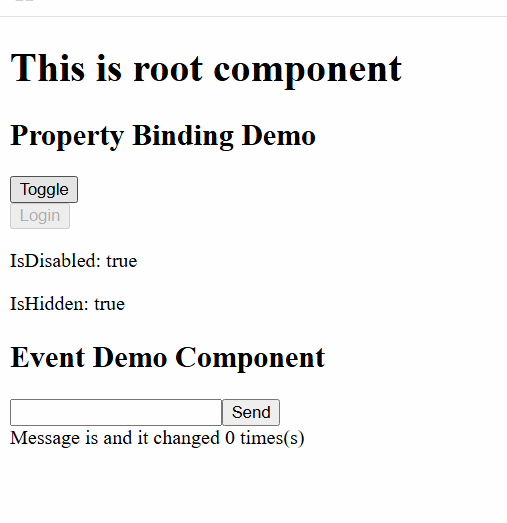 This is root component
Property Binding Demo
Toggle
Login
IsDisabled: true
IsHidden: true
Event Demo Component
Send
Message is and it changed 0 times(s)